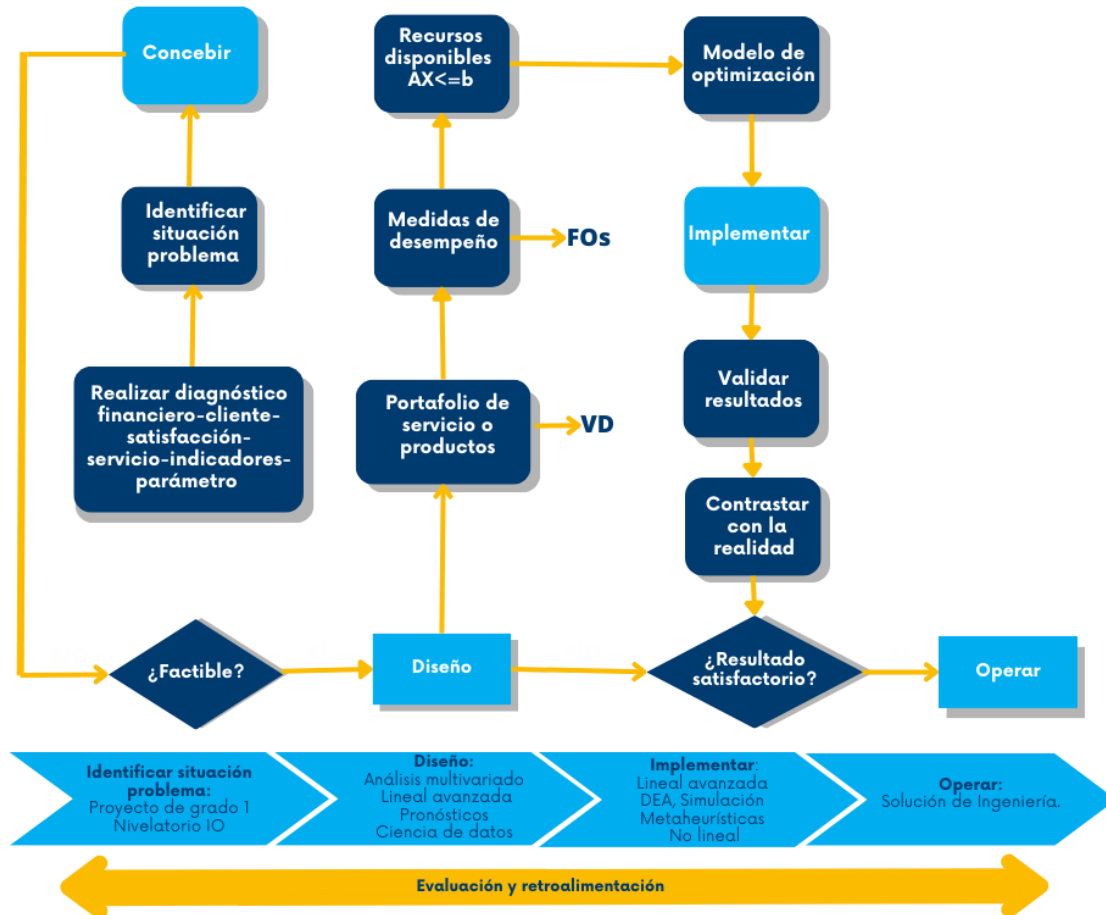 Concebir
Identificar
situación
problema
Realizar diagnóstico
financiero-cliente-
satisfacción-
servicio-indicadores-
parámetro
¿Factible?
Recursos
disponibles
AX<=b
Medidas de
desempeño
FOs
Portafolio de
servicio o
productos
VD
Diseño
Modelo de
optimización
Implementar
Validar
resultados
Contrastar
con la
realidad
¿Resultado
satisfactorio?
Operar
Identificar situación
problema:
Proyecto de grado 1
Nivelatorio IO
Diseño:
Análisis multivariado
Lineal avanzada
Pronósticos
Ciencia de datos
Implementar:
Lineal avanzada
DEA, Simulación
Metaheurísticas
No lineal
Operar:
Solución de Ingeniería.
Evaluación y retroalimentación